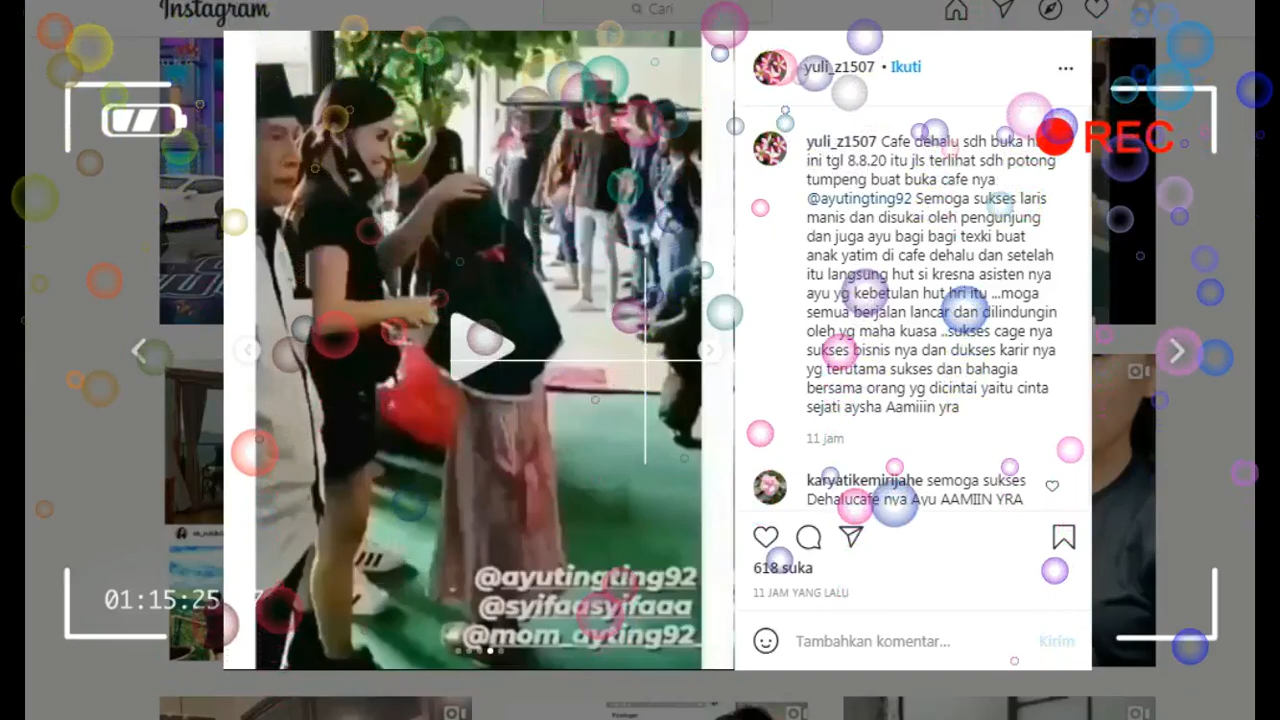 Instagram
Cari
yuli_z1507 • Ikuti
REC
yuli_z1507 Cafe dehalu sdh buka
ini tgl 8.8.20 itu jls terlihat sdh potong
tumpeng buat buka cafe nya
@ayutingting92 Semoga sukses laris
manis dan disukai oleh pengunjung
dan juga ayu bagi bagi texki buat
anak yatim di cafe dehalu dan setelah
itu langsung hut si kresna asisten nya
ayu yg kebetulan hut hri itu ...moga
semua berjalan lancar dan dilindungin
oleh yg maha kuasa ..sukses cage nya
sukses bisnis nya dan dukses karir nya
yg terutama sukses dan bahagia
bersama orang yg dicintai yaitu cinta
sejati aysha Aamiiin yra
11 jam
karyatikemirijahe semoga sukses
Dehalucafe nya Ayu AAMIIN YRA
618 suka
11 JAM YANG LALU
Tambahkan komentar... Kirim
@ayutingting92
@syifaasyifaaa
@mom_ayting92_
01:15:25